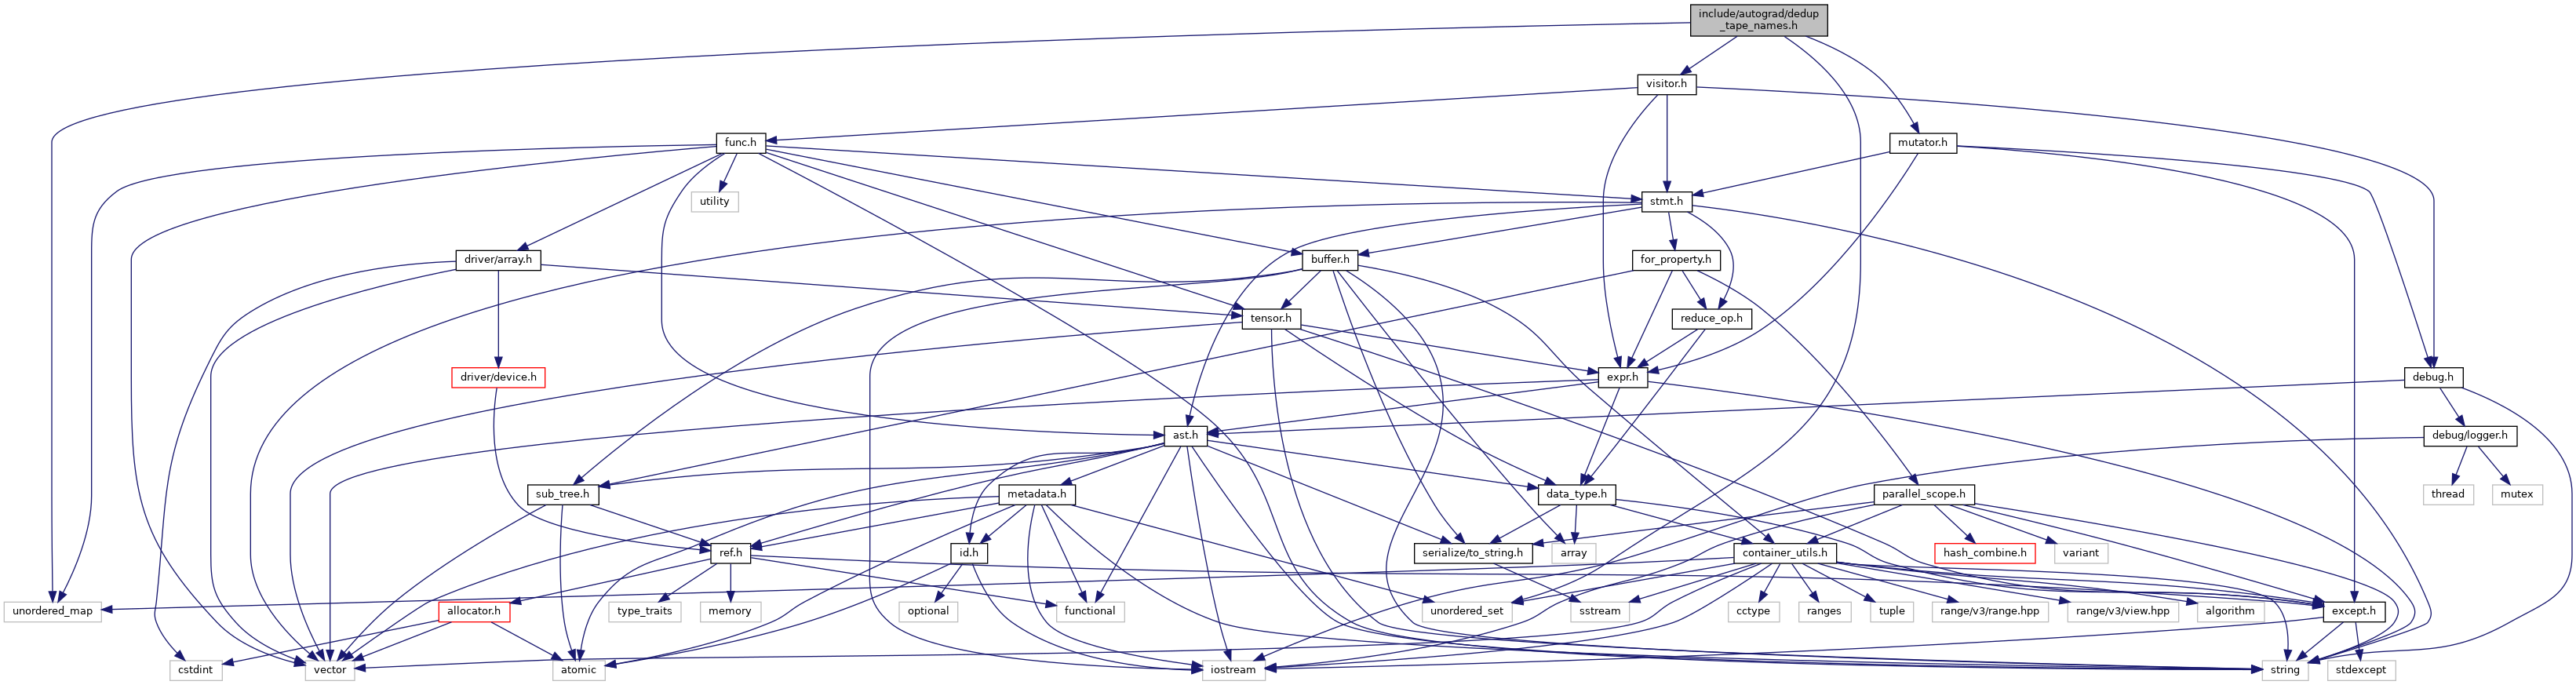 include/autograd/dedup
_tape_names.h
visitor.h
func.h
mutator.h
utility
stmt.h
driver/array.h
buffer.h
for_property.h
tensor.h
reduce_op.h
driver/device.h
expr.h
debug.h
ast.h
debug/logger.h
sub_tree.h
metadata.h
data_type.h
parallel_scope.h
thread
mutex
ref.h
id.h
serialize/to_string.h
array
container_utils.h
hash_combine.h
variant
unordered_map
allocator.h
type_traits
memory
optional
functional
unordered_set
sstream
cctype
ranges
tuple
range/v3/range.hpp
range/v3/view.hpp
algorithm
except.h
cstdint
vector
atomic
iostream
string
stdexcept